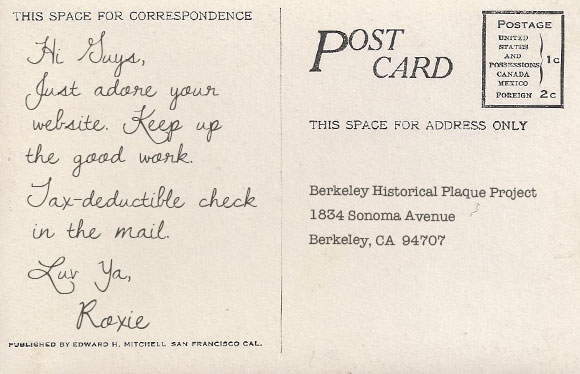 THIS SPACE FOR CORRESPONDENCE
Hi Guys,
Just adore your
website. Keep up
the good work.
Tax-deductible check
in the mail.
Luv Ya,
Roxie
PUBLISHED BY EDWARD H. MITCHELL SAN FRANCISCO CAL.
POST
CARD
POSTAGE
UNITED
STATES
AND
POSSESSIONS
CANADA
MEXICO
1c
FOREIGN 2c
THIS SPACE FOR ADDRESS ONLY
Berkeley Historical Plaque Project
1834 Sonoma Avenue
Berkeley, CA 94707